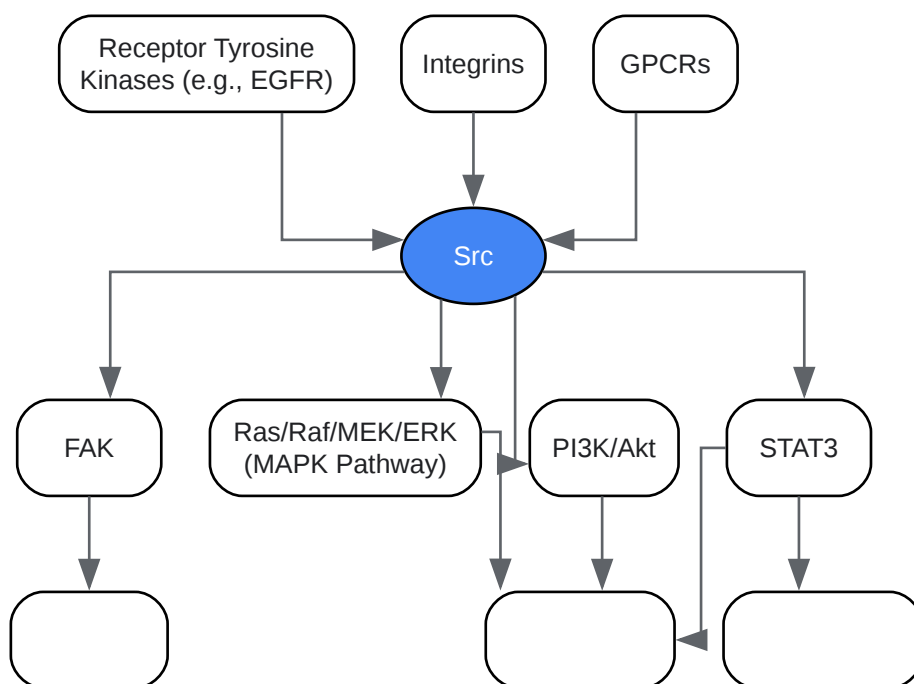 Receptor Tyrosine
Kinases (e.g., EGFR)
Integrins
GPCRs
Src
FAK
Ras/Raf/MEK/ERK
(MAPK Pathway)
PI3K/Akt
STAT3